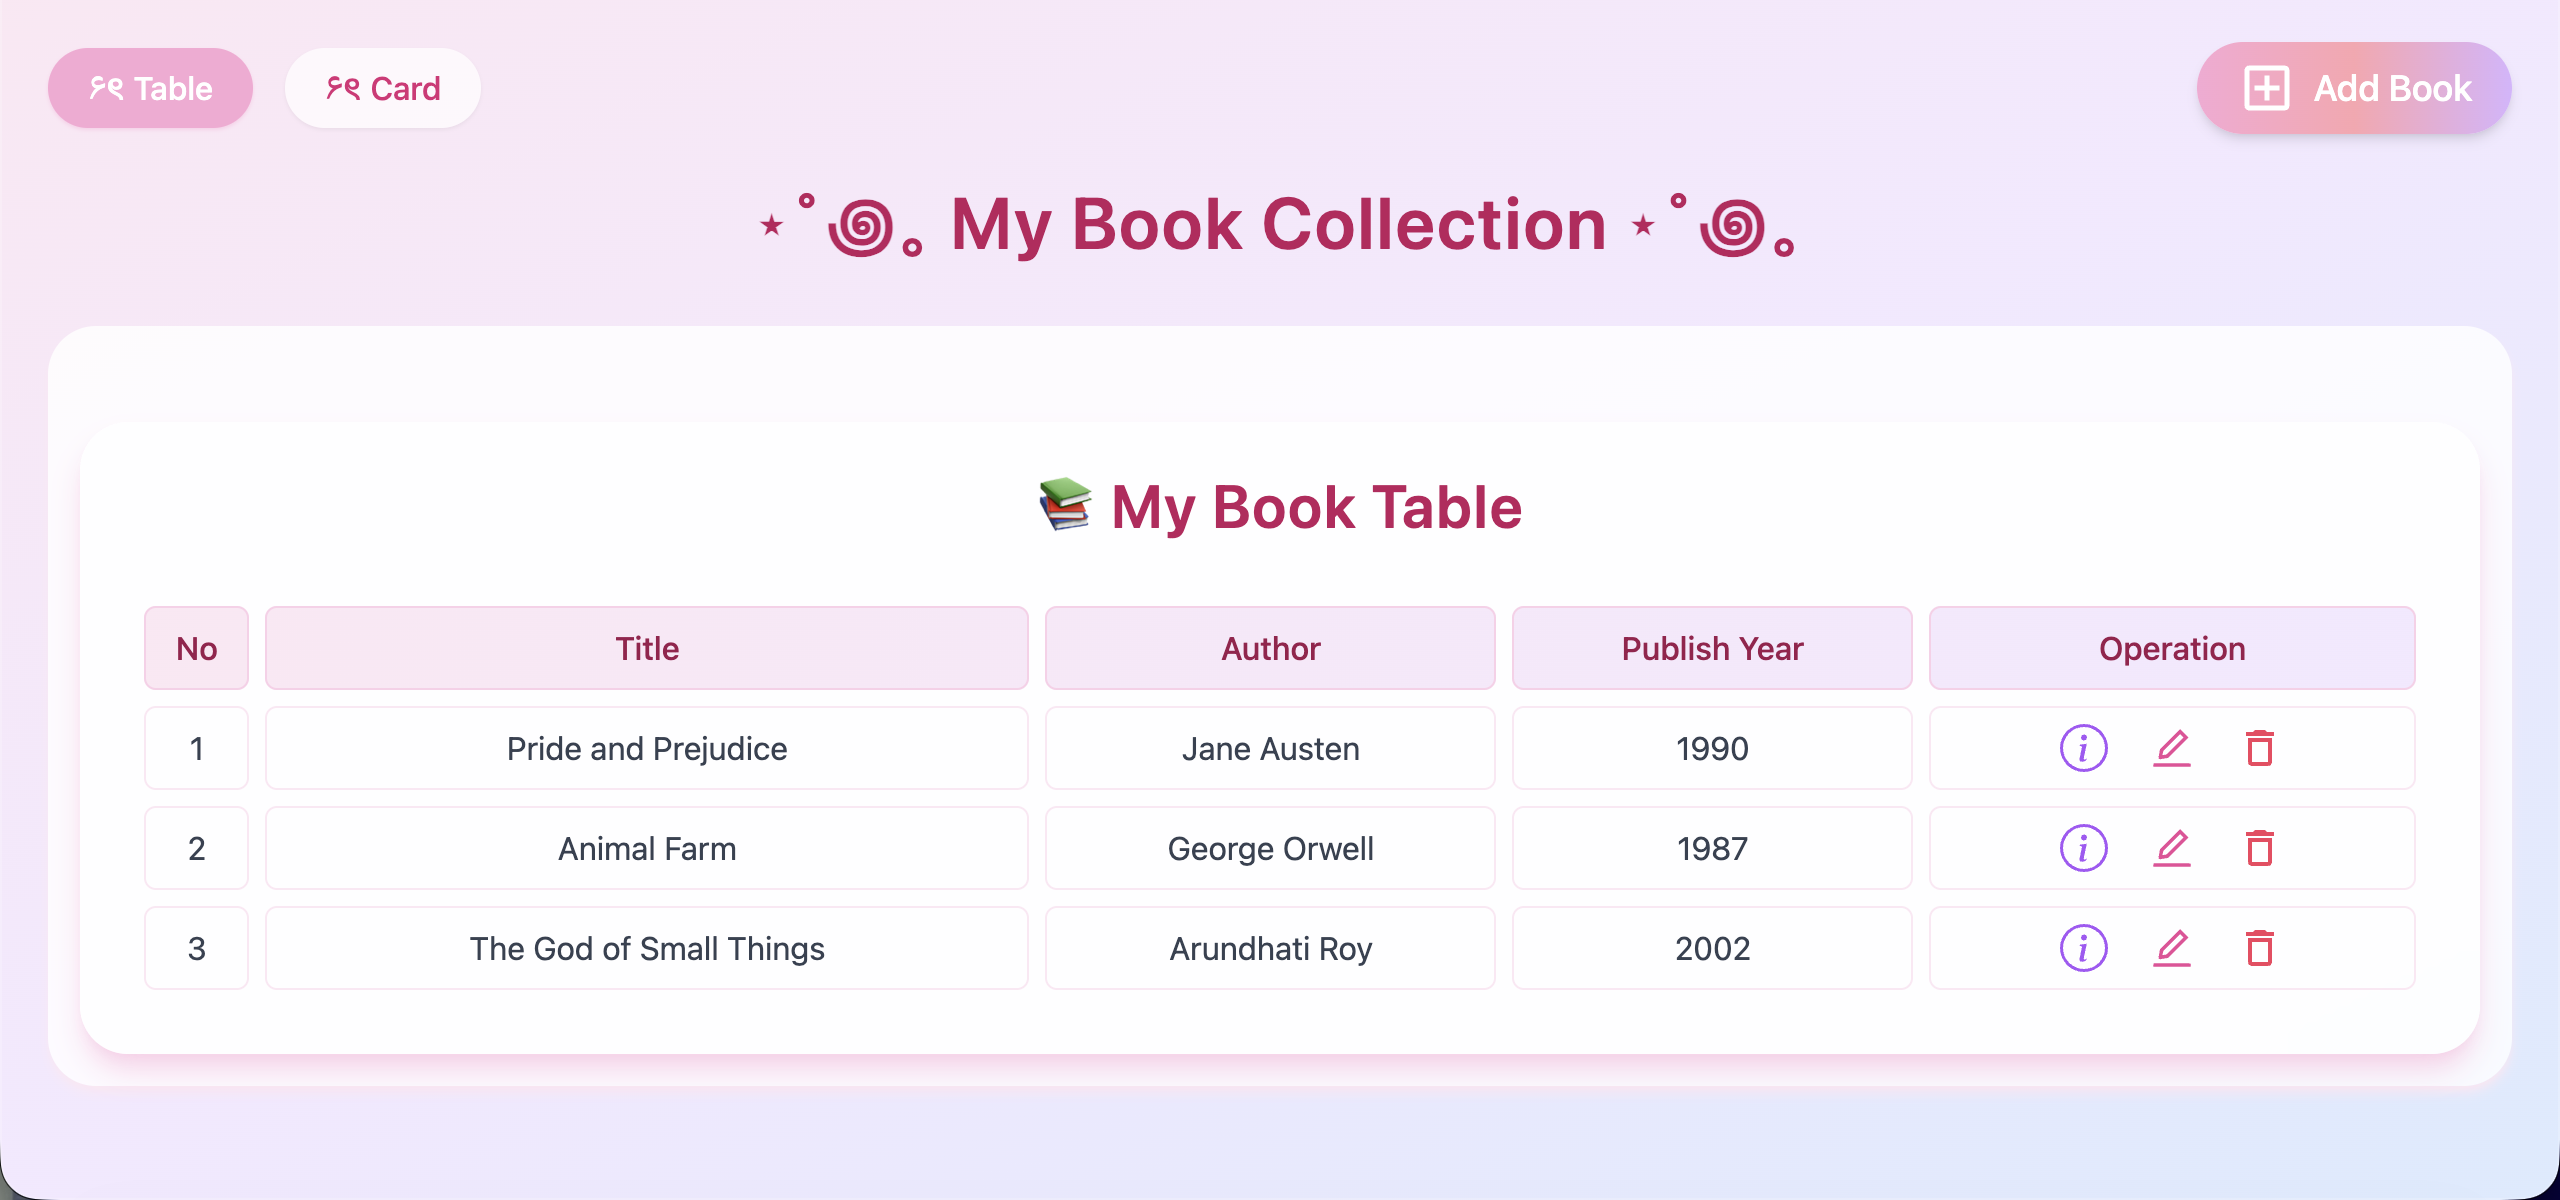 ۶ৎ Table
۶ৎ Card
Add Book
⋆˚࿔。 My Book Collection ⋆˚࿔。
📚 My Book Table
No Title Author Publish Year Operation
1 Pride and Prejudice Jane Austen 1990
2 Animal Farm George Orwell 1987
3 The God of Small Things Arundhati Roy 2002